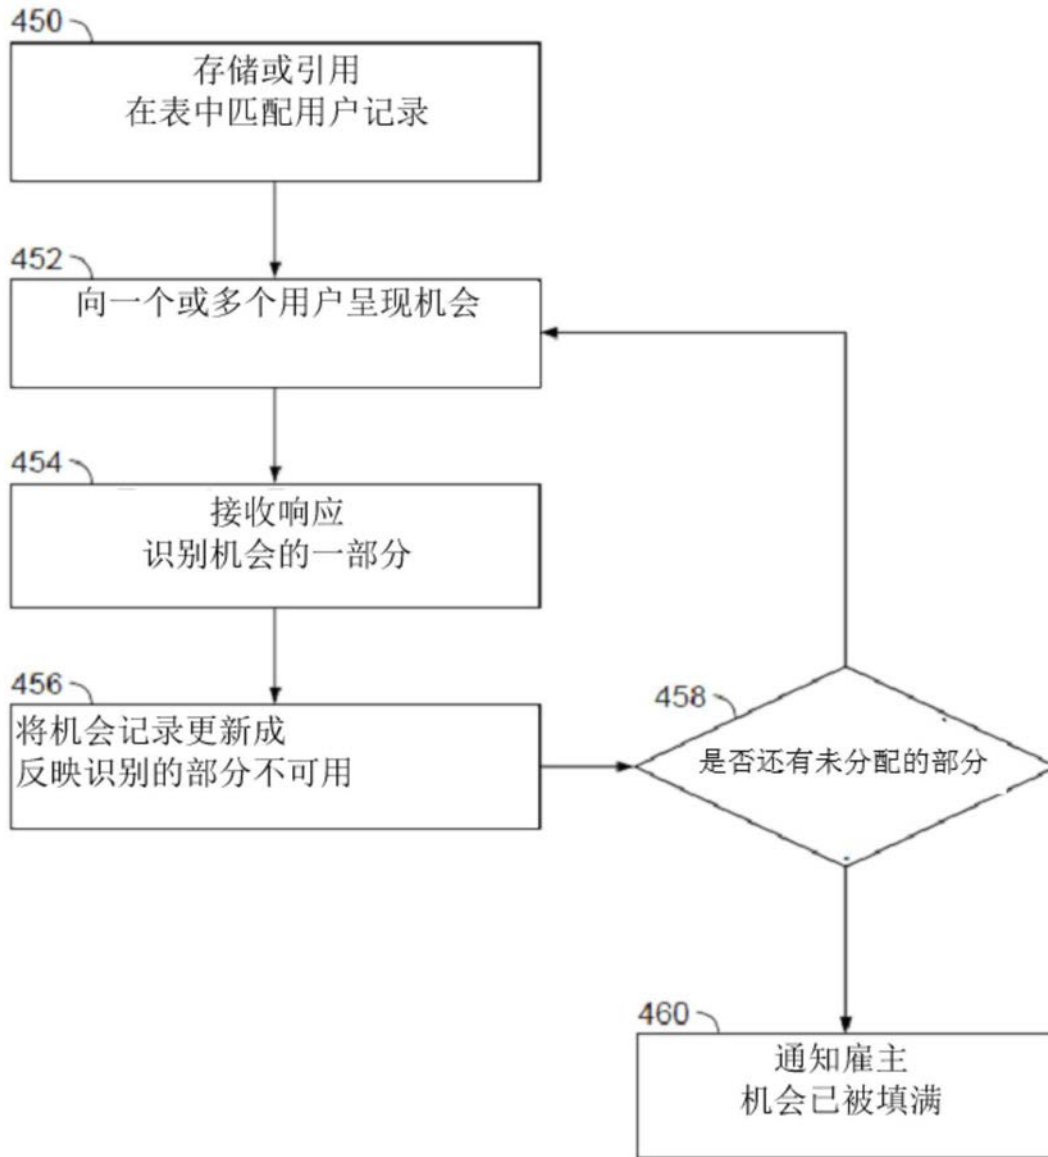 450
存储或引用
在表中匹配用户记录
452
向一个或多个用户呈现机会
454
接收响应
识别机会的一部分
456
将机会记录更新成
反映识别的部分不可用
458
是否还有未分配的部分
460
通知雇主
机会已被填满